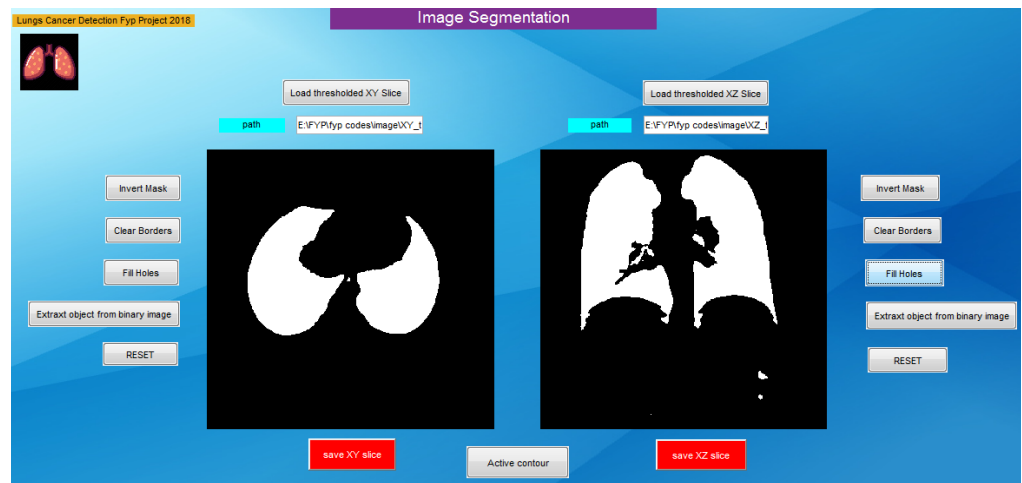 Lungs Cancer Detection Fyp Project 2018
Image Segmentation
Load thresholded XY Slice
Load thresholded XZ Slice
path
E:\FYP\fyp codes\image\XY_t
path
E:\FYP\fyp codes\image\XZ_t
Invert Mask
Invert Mask
Clear Borders
Clear Borders
Fill Holes
Fill Holes
Extraxt object from binary image
Extraxt object from binary image
RESET
RESET
save XY slice
Active contour
save XZ slice